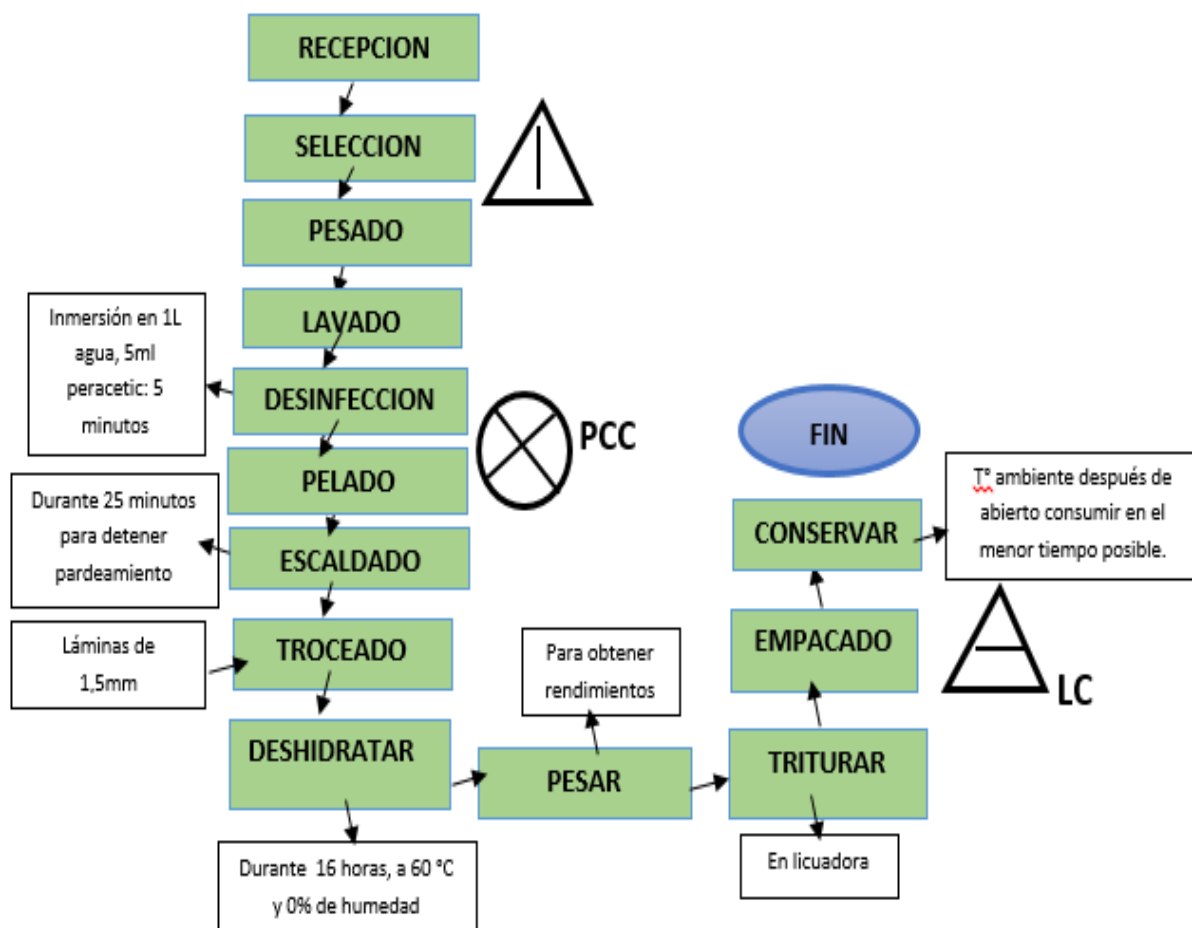 RECEPCION
SELECCION
PESADO
LAVADO
Inmersión en 1L
agua, 5ml
peracetic: 5
minutos
DESINFECCION
PCC
PELADO
Durante 25 minutos
para detener
pardeamiento
ESCALDADO
Láminas de
1,5mm
TROCEADO
DESHIDRATAR
Durante 16 horas, a 60 °C
y 0% de humedad
Para obtener
rendimientos
PESAR
TRITURAR
En licuadora
EMPACADO
LC
CONSERVAR
T° ambiente después de
abierto consumir en el
menor tiempo posible.
FIN